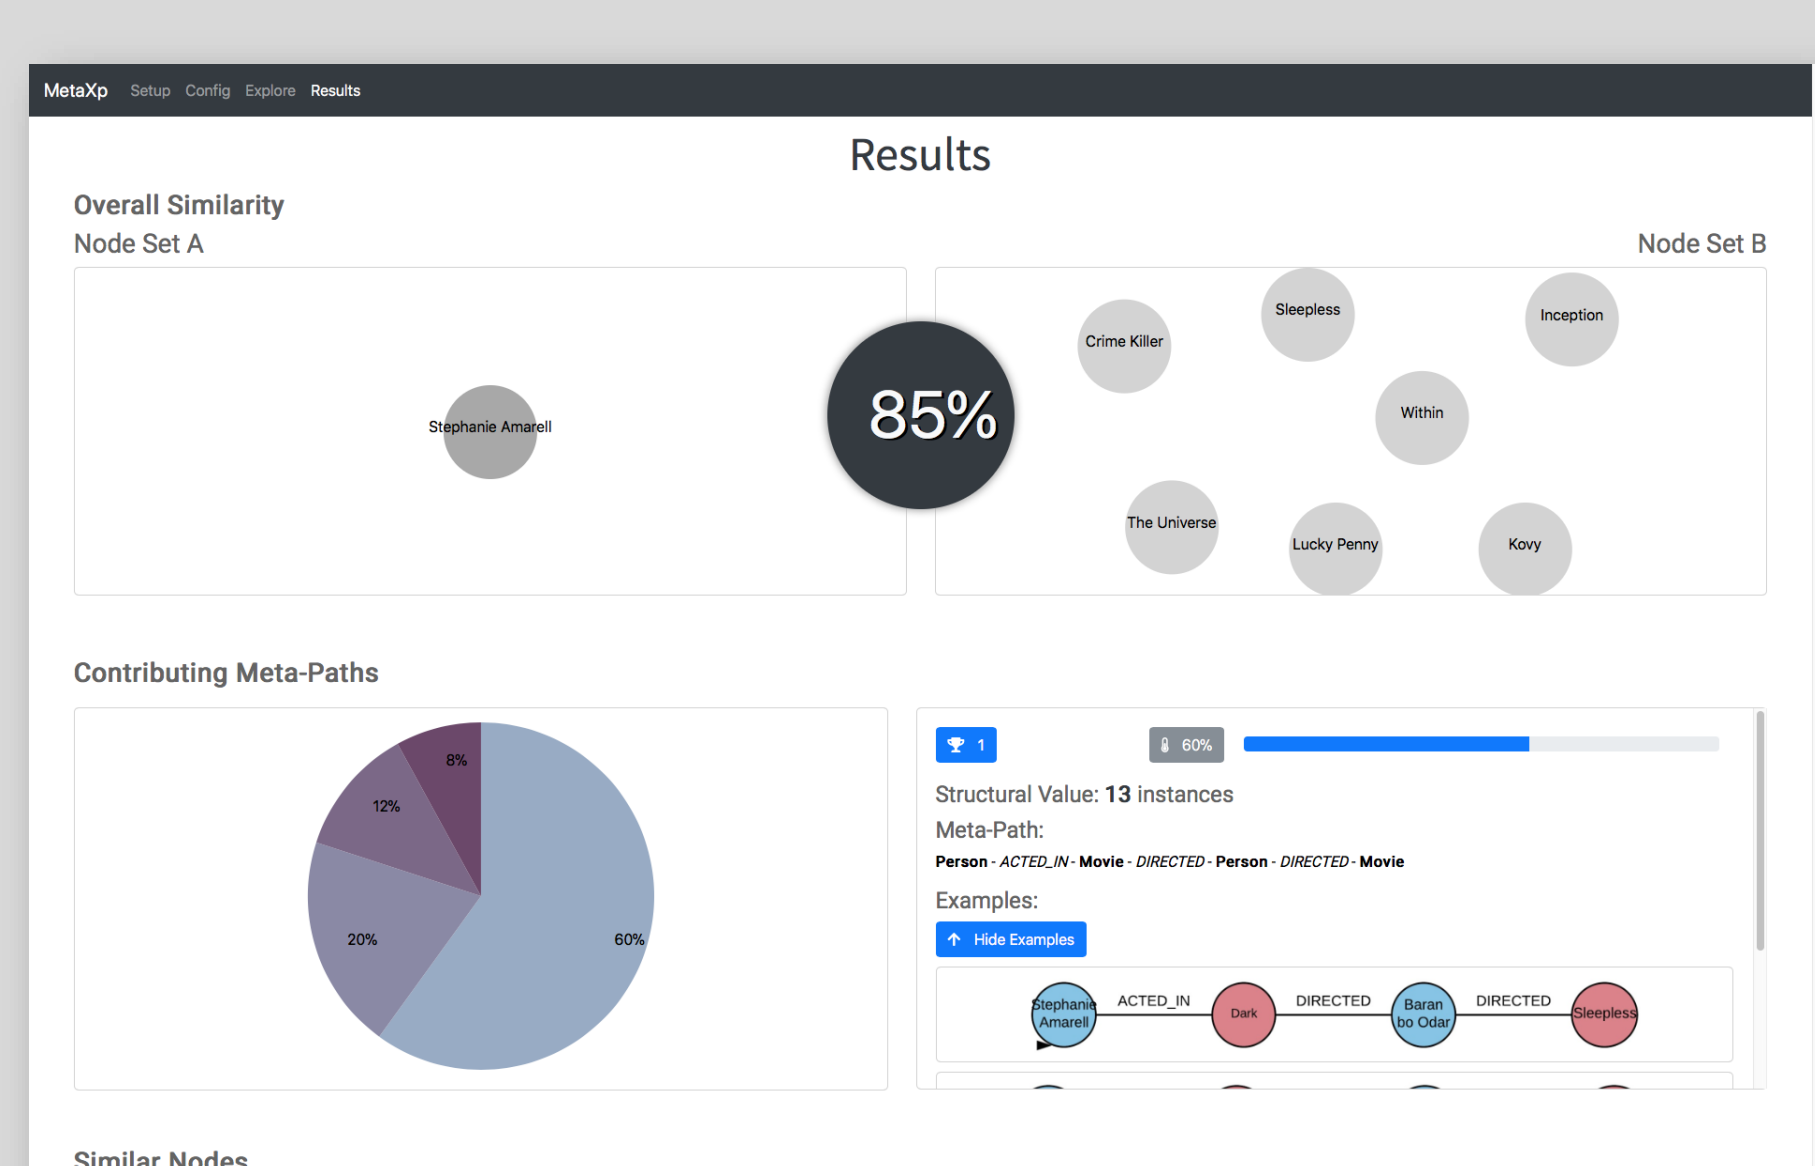 MetaXp Setup Config Explore Results
Results
Overall Similarity
Node Set A
Node Set B
Stephanie Amarell
85%
Sleepless
Inception
Crime Killer
Within
The Universe
Lucky Penny
Kovy
Contributing Meta-Paths
8%
12%
20%
60%
1
60%
Structural Value: 13 instances
Meta-Path:
Person - ACTED_IN - Movie - DIRECTED - Person - DIRECTED - Movie
Examples:
Hide Examples
Stephanie
Amarell
ACTED_IN
Dark
DIRECTED
Baran
bo Odar
DIRECTED
Sleepless
Similar Nodes